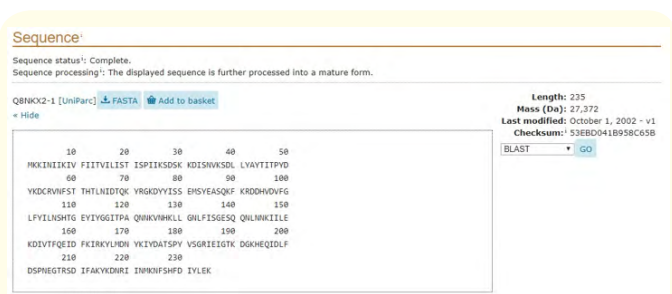 Sequenceⁱ
Sequence statusⁱ: Complete.
Sequence processingⁱ: The displayed sequence is further processed into a mature form.
Q8NKX2-1 [UniParc] FASTA Add to basket
« Hide
Length: 235
Mass (Da): 27,372
Last modified: October 1, 2002 - v1
Checksum:ⁱ 53EBD041B958C65B
BLAST GO
10 20 30 40 50
MKKINIIKIV FIITVILIST ISPIIKSDSK KDISNVKSDL LYAYTITPYD
60 70 80 90 100
YKDCRVNFST THTLNIDTQK YRGKDYYISS EMSYEASQKF KRDDHVDVFG
110 120 130 140 150
LFYILNSHTG EYIYGGITPA QNNKVNHKLL GNLFISGESQ QNLNNKIILE
160 170 180 190 200
KDIVTFQEID FKIRKYLMDN YKIYDATSPY VSGRIEIGTK DGKHEQIDLF
210 220 230
DSPNEGTRSD IFAKYKDNRI INMKNFSHFD IYLEK